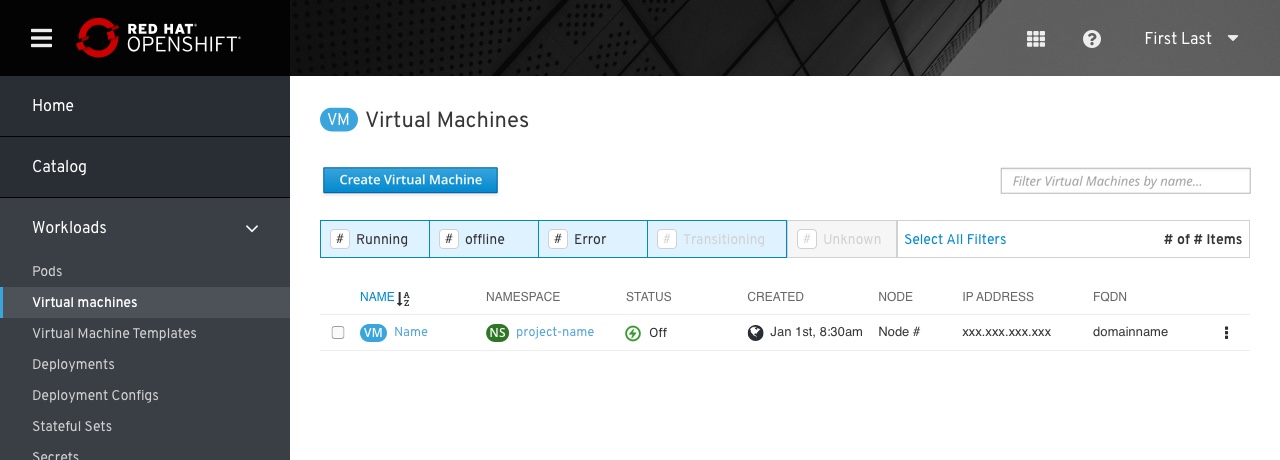 RED HAT
OPENSHIFT
First Last
Home
Catalog
Workloads
Pods
Virtual machines
Virtual Machine Templates
Deployments
Deployment Configs
Stateful Sets
Secrets
VM Virtual Machines
Create Virtual Machine
Filter Virtual Machines by name...
# Running # offline # Error # Transitioning # Unknown Select All Filters # of # Items
NAME AZ NAMESPACE STATUS CREATED NODE IP ADDRESS FQDN
VM Name NS project-name Off Jan 1st, 8:30am Node # xxx.xxx.xxx.xxx domainname